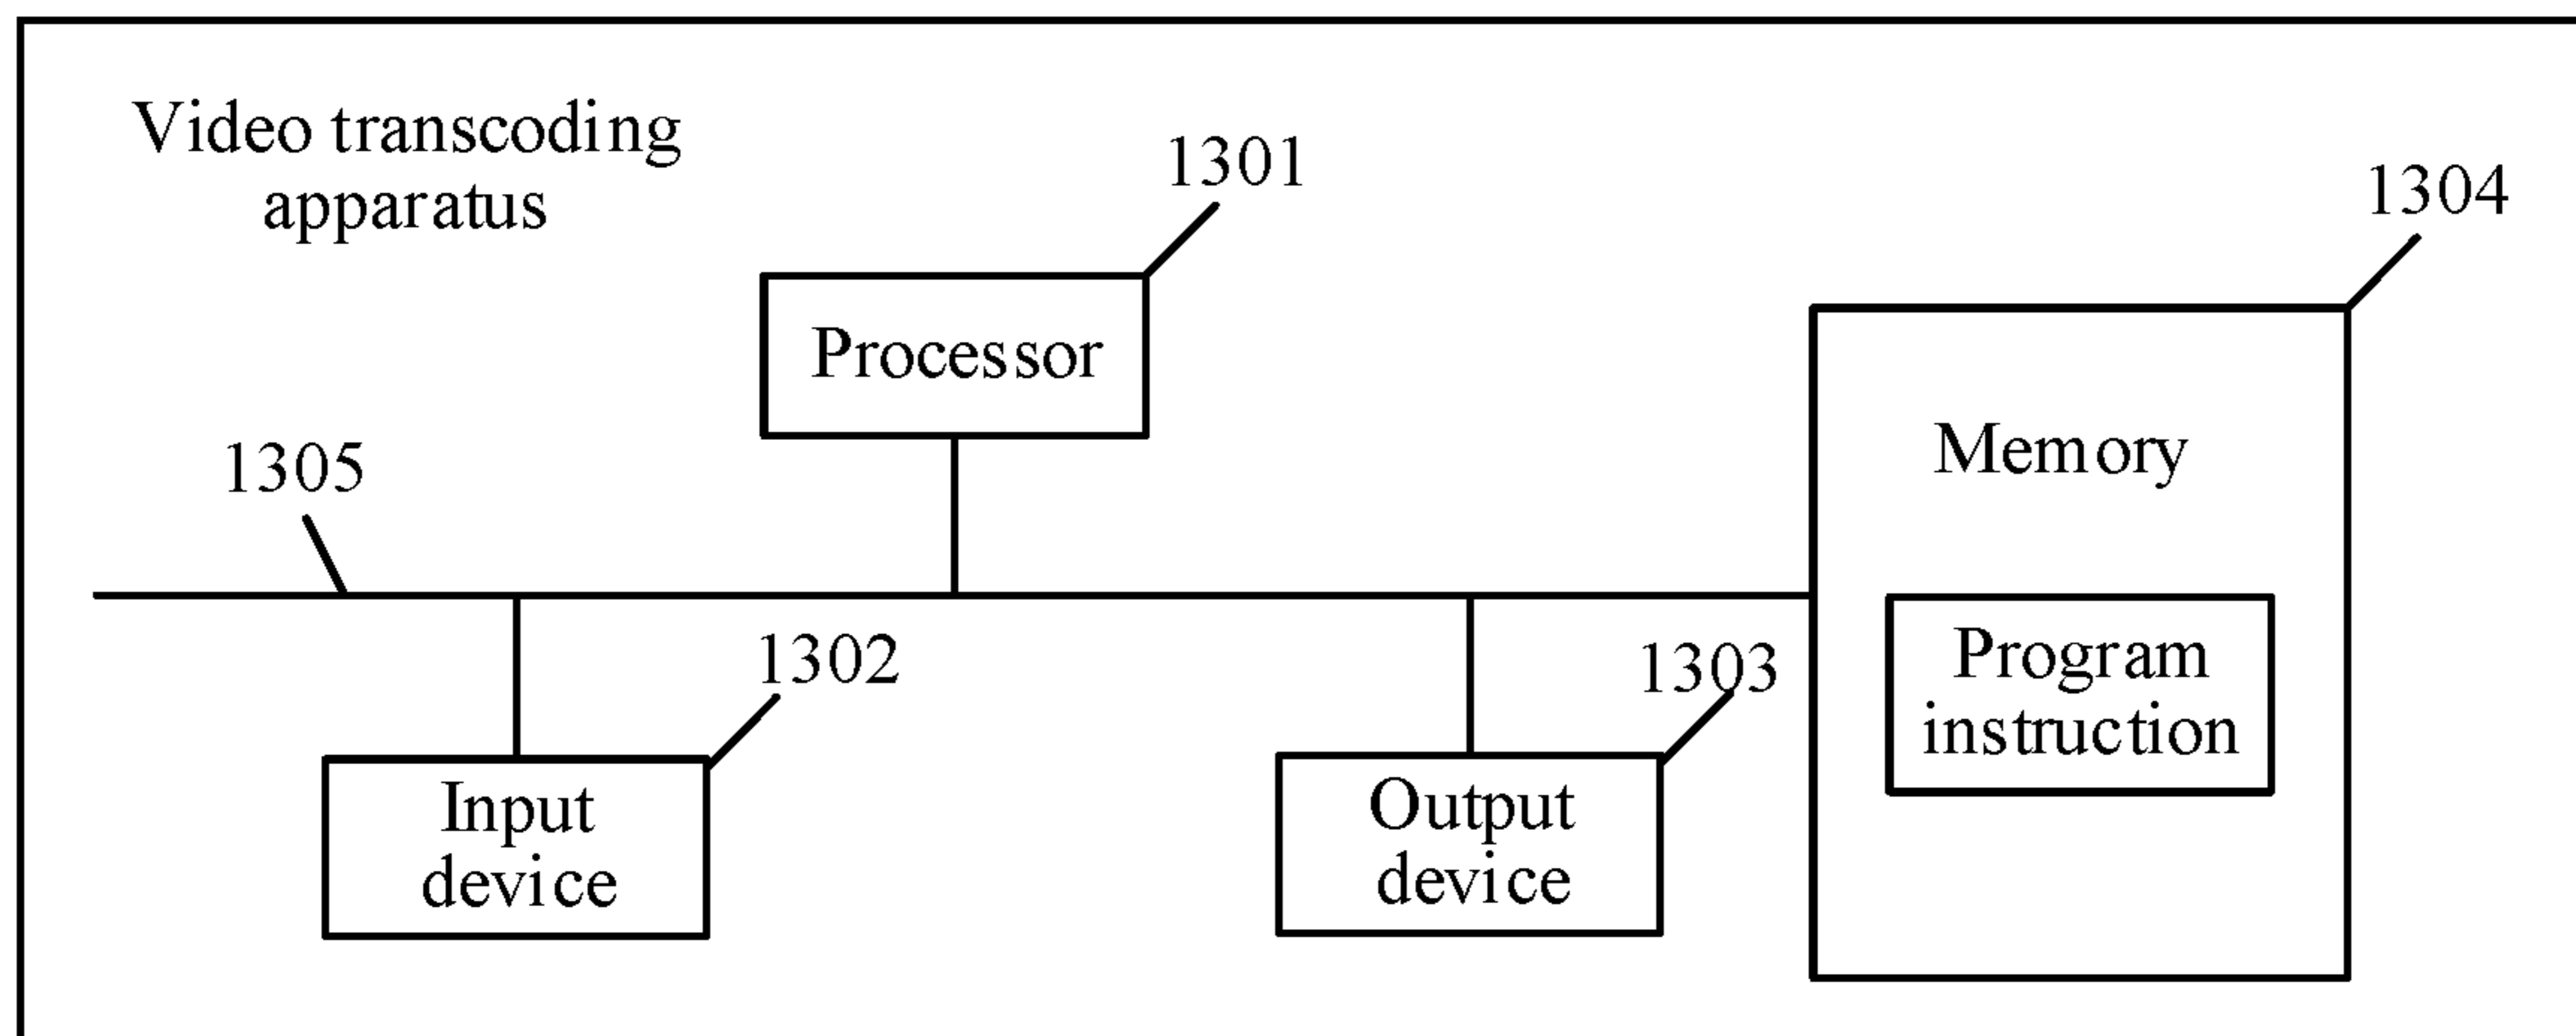 Video transcoding
apparatus
1301
1304
Processor
Memory
1305
Program
instruction
1302
1303
Input
device
Output
device